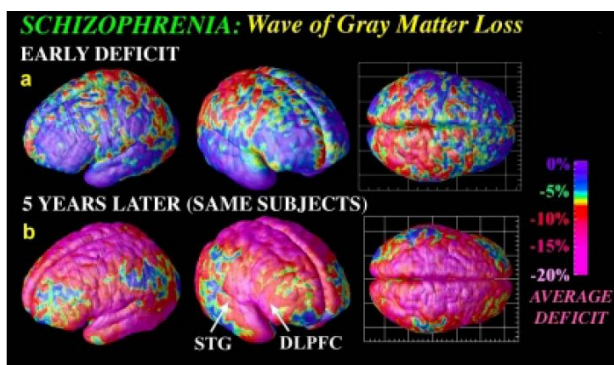 SCHIZOPHRENIA: Wave of Gray Matter Loss
EARLY DEFICIT
a
0%
-5%
-10%
-15%
-20%
AVERAGE
DEFICIT
5 YEARS LATER (SAME SUBJECTS)
b
STG
DLPFC